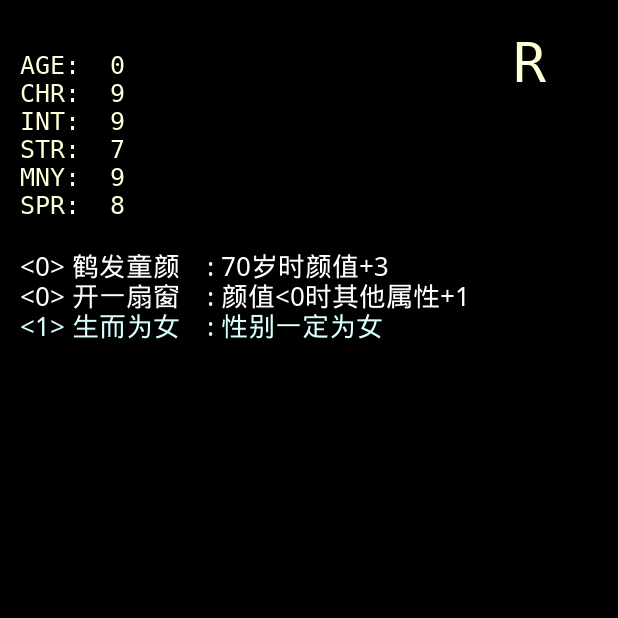 R
AGE: 0
CHR: 9
INT: 9
STR: 7
MNY: 9
SPR: 8
<0> 鹤发童颜 : 70岁时颜值+3
<0> 开一扇窗 : 颜值<0时其他属性+1
<1> 生而为女 : 性别一定为女